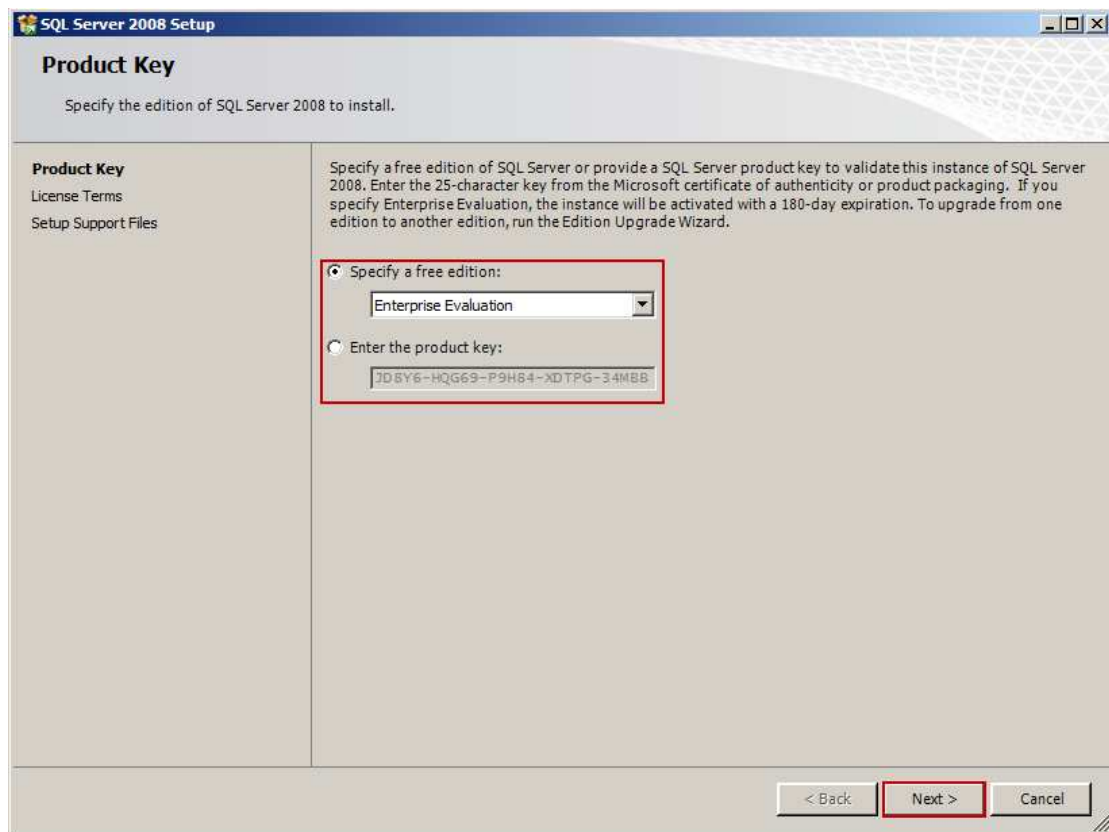 SQL Server 2008 Setup
Product Key
Specify the edition of SQL Server 2008 to install.
Product Key
License Terms
Setup Support Files
Specify a free edition of SQL Server or provide a SQL Server product key to validate this instance of SQL Server
2008. Enter the 25-character key from the Microsoft certificate of authenticity or product packaging. If you
specify Enterprise Evaluation, the instance will be activated with a 180-day expiration. To upgrade from one
edition to another edition, run the Edition Upgrade Wizard.
Specify a free edition:
Enterprise Evaluation
Enter the product key:
JD8Y6-HQG69-P9H84-XDTPG-34MBB
< Back
Next >
Cancel